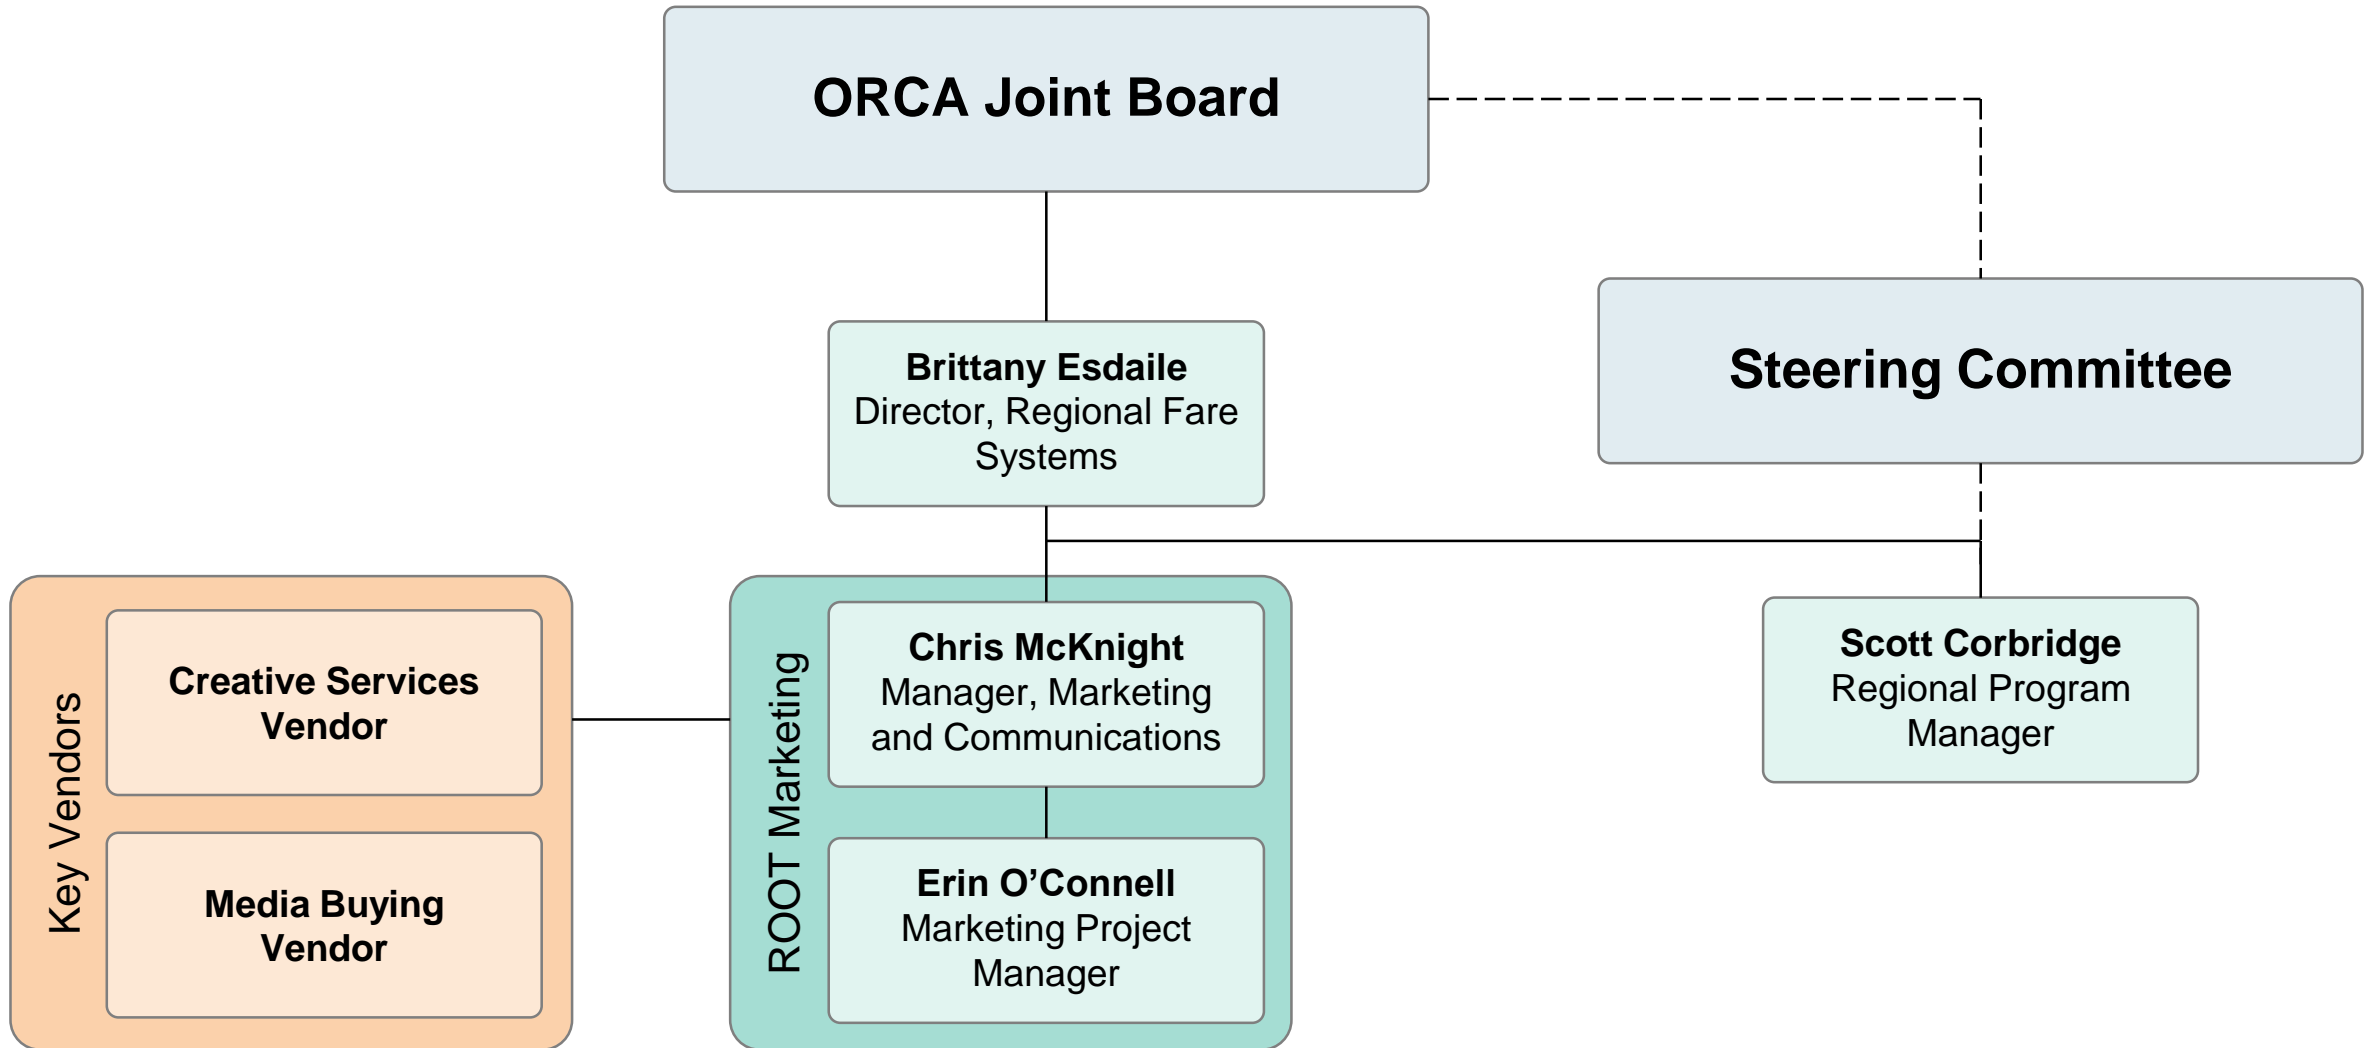 ORCA Joint Board
Brittany Esdaile
Director, Regional Fare
Systems
Steering Committee
Key Vendors
Creative Services
Vendor
Media Buying
Vendor
ROOT Marketing
Chris McKnight
Manager, Marketing
and Communications
Erin O’Connell
Marketing Project
Manager
Scott Corbridge
Regional Program
Manager